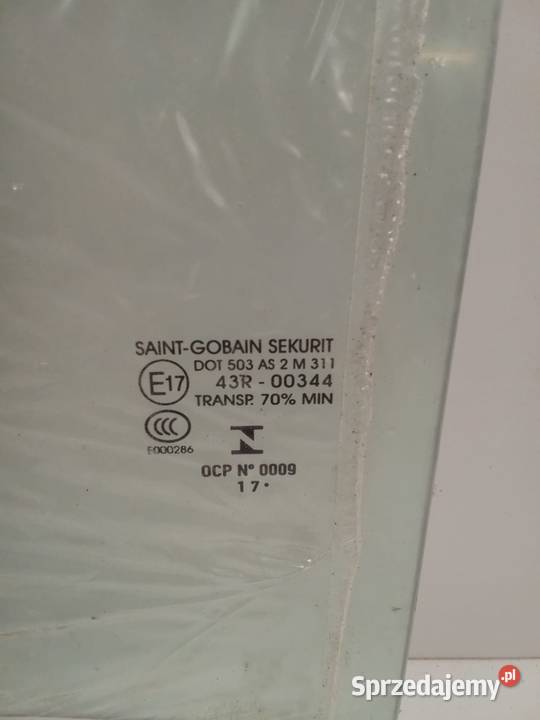 SAINT-GOBAIN SEKURIT
DOT 503 AS 2 M 311
E17 43R - 00344
TRANSP. 70% MIN
CCC
E000286
N
OCP Nº 0009
17·
Sprzedajemy.pl